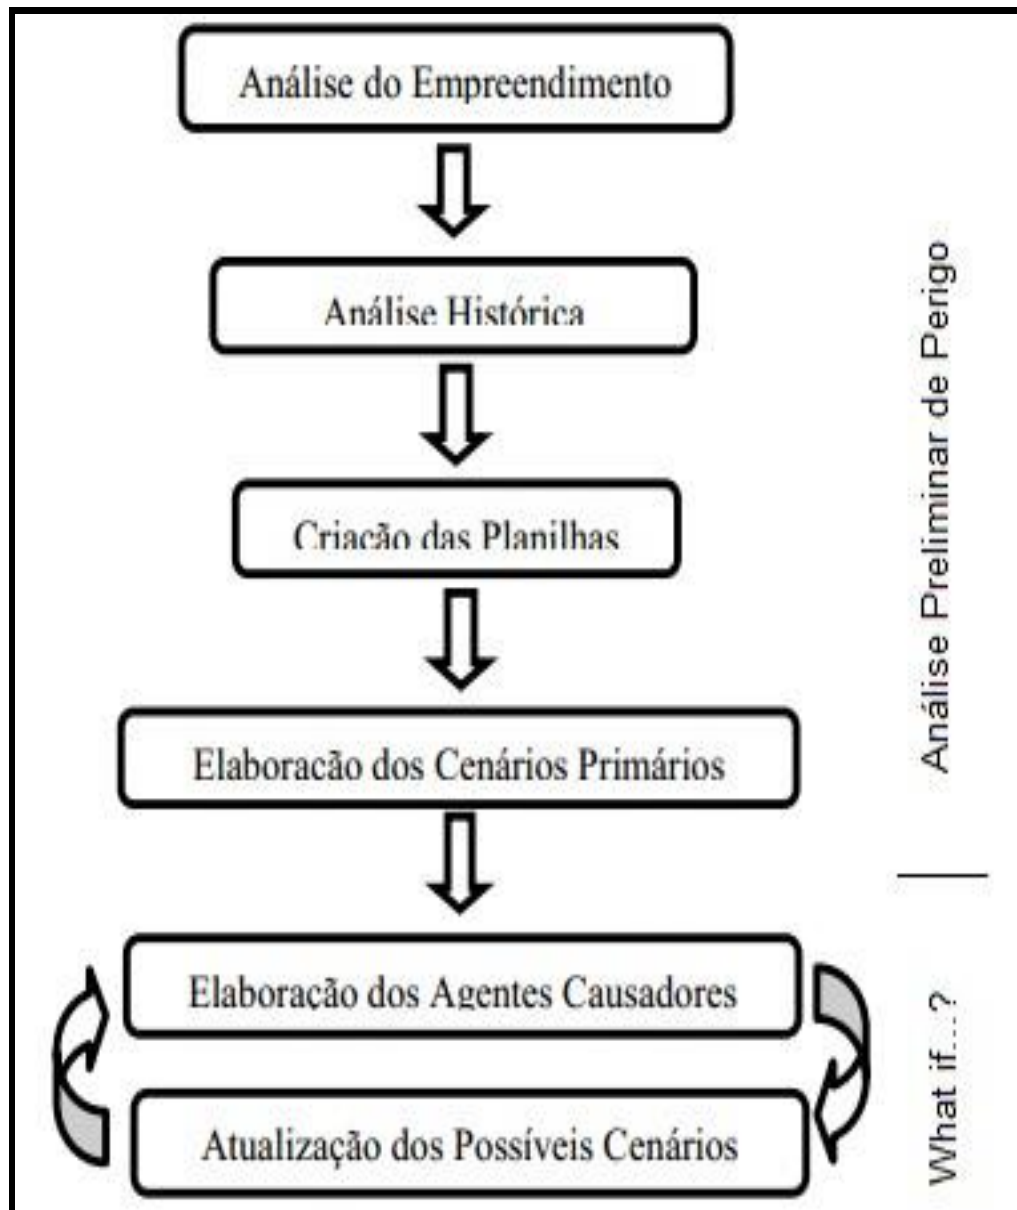 Análise do Empreendimento
Análise Histórica
Criação das Planilhas
Elaboração dos Cenários Primários
Elaboração dos Agentes Causadores
Atualização dos Possíveis Cenários
Análise Preliminar de Perigo
What if...?